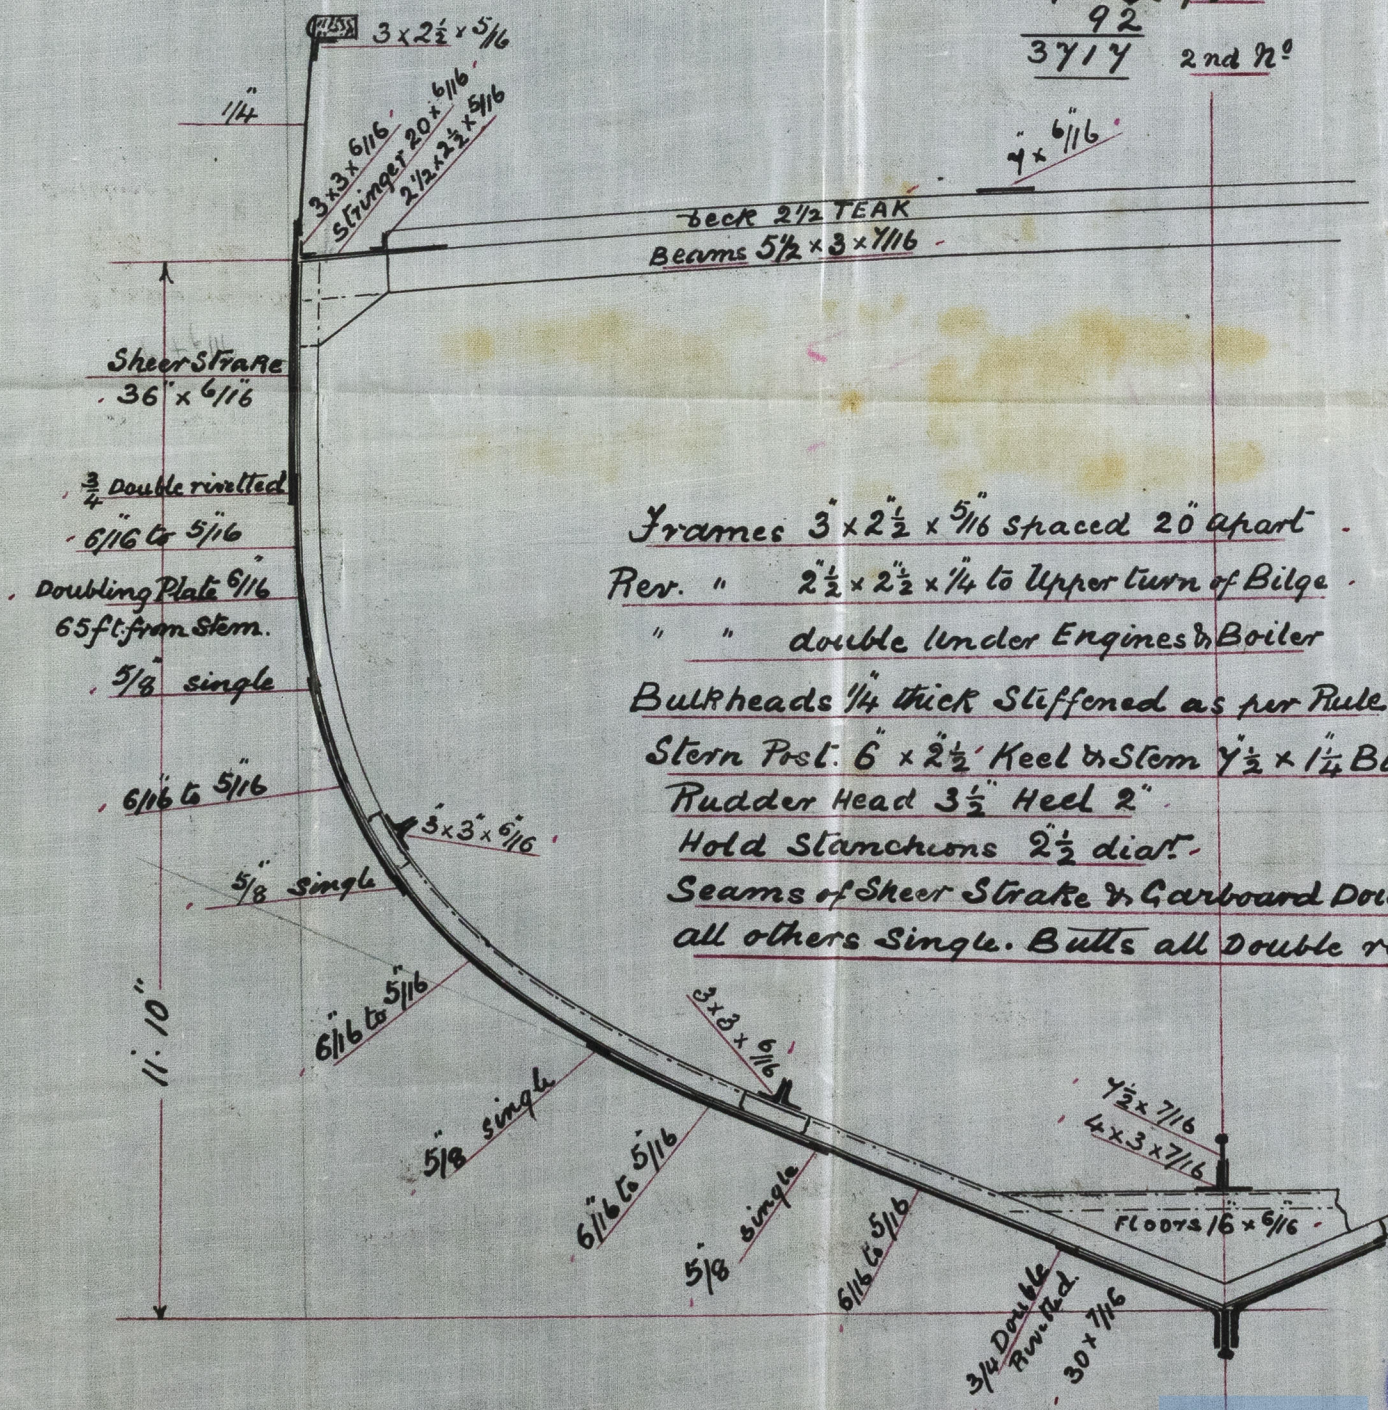 92
3717 2nd No
3 x 2½ x 5/16
1/4"
3 x 3 x 6/16"
Stringer 20 x 6/16"
2½ x 2½ x 5/16
7 x 6/16"
Deck 2½ TEAK
Beams 5½ x 3 x 7/16
Sheer Strake
36" x 6/16"
¾ Double rivetted
6/16" to 5/16"
Doubling Plate 6/16"
65 ft. from Stem.
5/8" single
6/16" to 5/16"
5/8" single
3" x 3" x 6/16"
Frames 3" x 2½" x 5/16" spaced 20" apart
Rev. " 2½" x 2½" x ¼ to Upper turn of Bilge
" " double Under Engines & Boiler
Bulkheads ¼" thick Stiffened as per Rule
Stern Post. 6" x 2½" Keel & Stem 7½" x 1¼
Rudder Head 3½" Heel 2"
Hold Stanchions 2½" diar.
Seams of Sheer Strake & Garboard
all others Single. Butts all Double
11. 10"
6/16" to 5/16"
5/8" single
6/16" to 5/16"
5/8" single
6/16" to 5/16"
3 x 3 x 6/16"
7½ x 7/16
4 x 3 x 7/16
Floors 16" x 6/16"
3/4 Double
Rivetted.
30 x 7/16